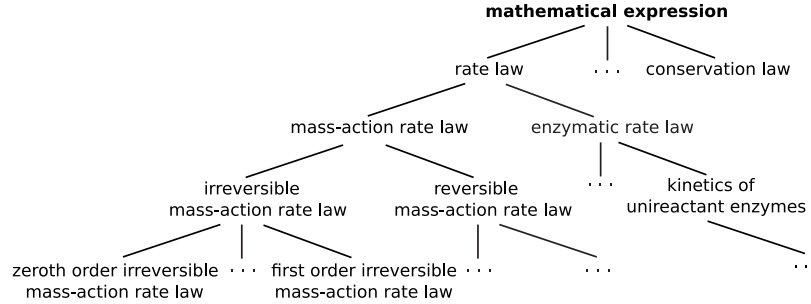 mathematical expression
rate law
. . .
conservation law
mass-action rate law
enzymatic rate law
irreversible
mass-action rate law
reversible
mass-action rate law
. . .
kinetics of
unireactant enzymes
zeroth order irreversible
mass-action rate law
. . .
first order irreversible
mass-action rate law
. . .
. . .
. .